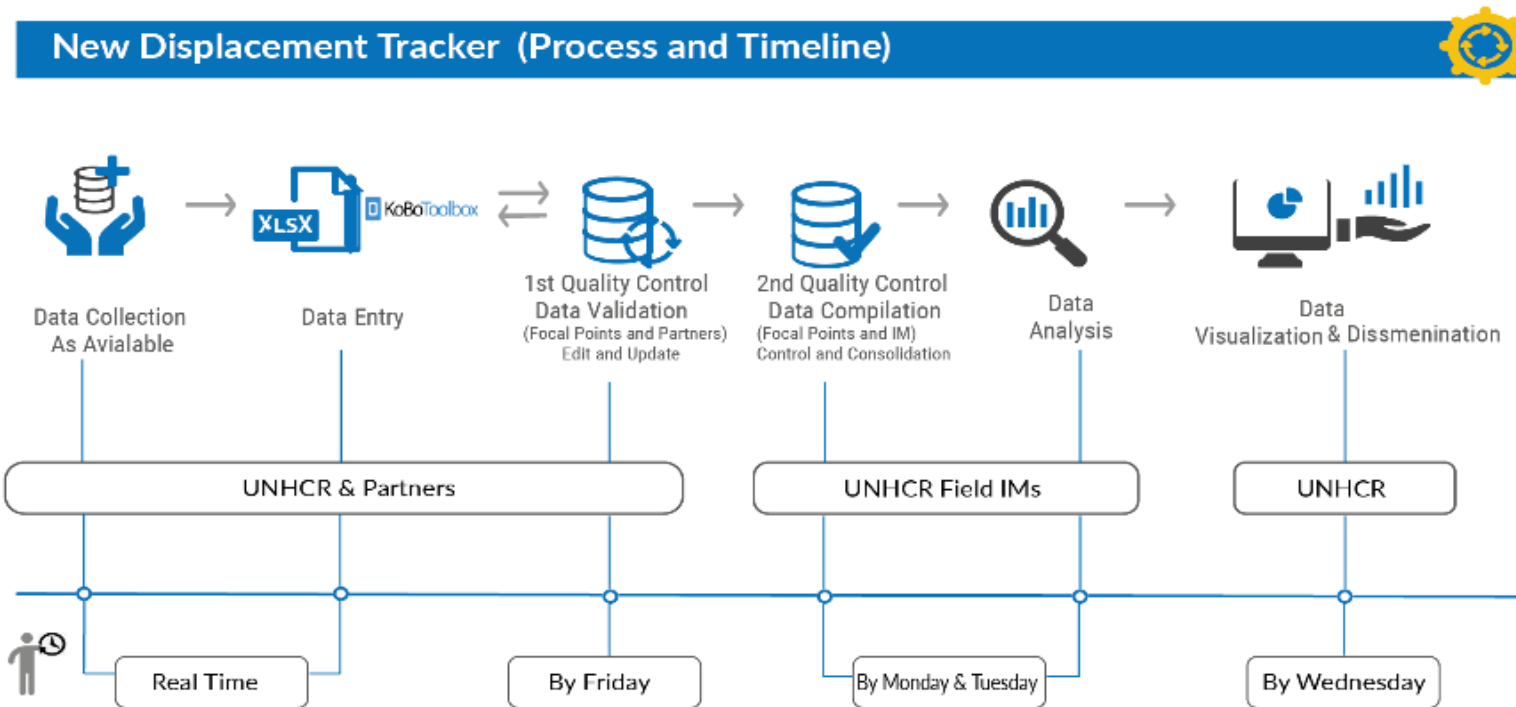 New Displacement Tracker (Process and Timeline)
XLSX
KoBoToolbox
Data Collection
As Avialable
Data Entry
1st Quality Control
Data Validation
(Focal Points and Partners)
Edit and Update
2nd Quality Control
Data Compilation
(Focal Points and IM)
Control and Consolidation
Data
Analysis
Data
Visualization & Dissmenination
UNHCR & Partners
UNHCR Field IMs
UNHCR
Real Time
By Friday
By Monday & Tuesday
By Wednesday